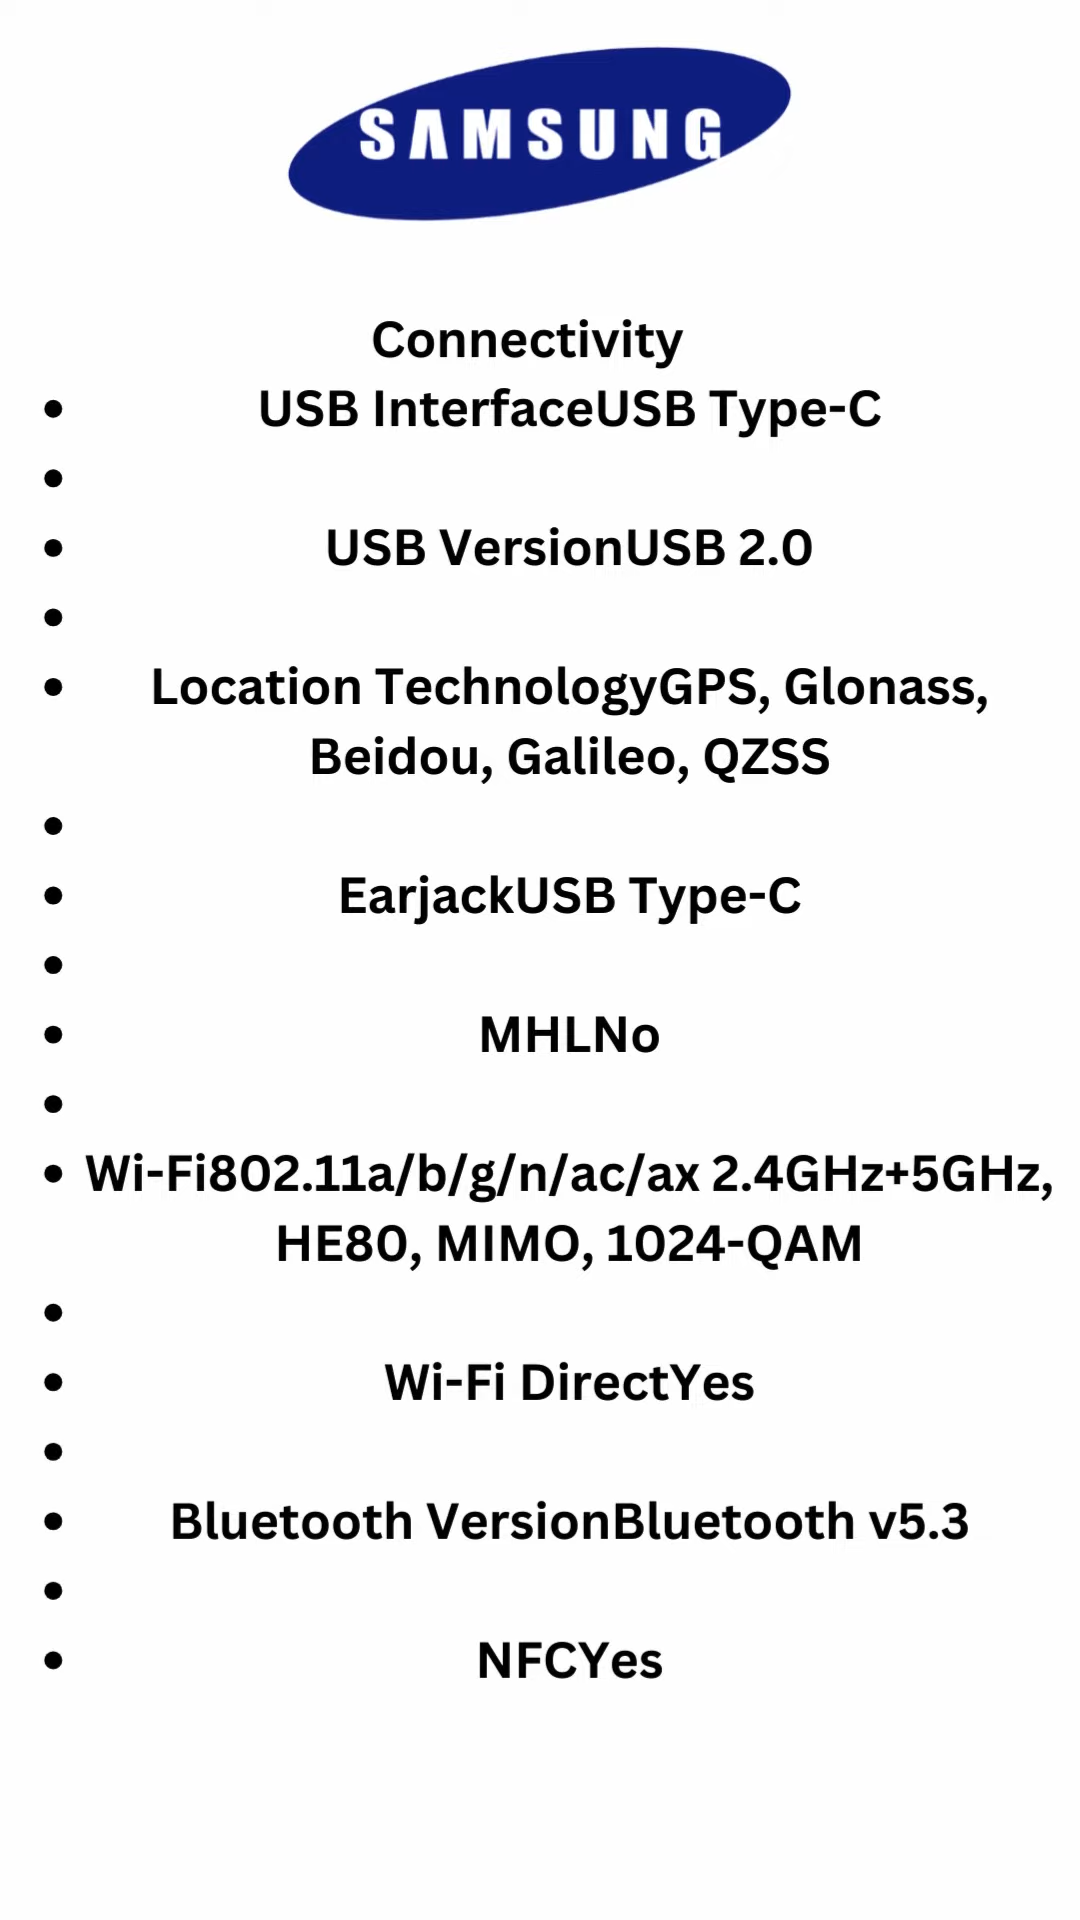 SAMSUNG
Connectivity
USB InterfaceUSB Type-C
USB VersionUSB 2.0
Location TechnologyGPS, Glonass,
Beidou, Galileo, QZSS
EarjackUSB Type-C
MHLNo
Wi-Fi802.11a/b/g/n/ac/ax 2.4GHz+5GHz,
HE80, MIMO, 1024-QAM
Wi-Fi DirectYes
Bluetooth VersionBluetooth v5.3
NFCYes